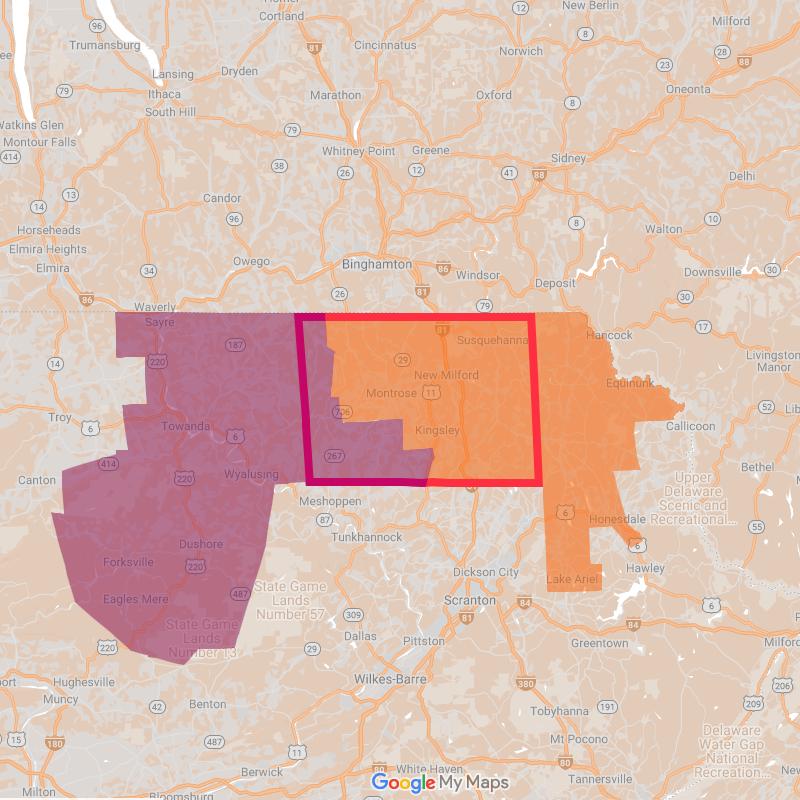 Homer
Cortland
New Berlin
12
96
8
Milford
Trumansburg
81
Cincinnatus
Norwich
28
88
Lansing
Dryden
23
79
Ithaca
Marathon
Oxford
Oneonta
8
South Hill
Watkins Glen
79
Montour Falls
Whitney Point
Greene
Sidney
414
38
26
12
41
88
Delhi
13
Candor
14
96
8
10
Horseheads
Walton
Elmira Heights
Owego
Binghamton
Elmira
34
86
Windsor
Downsville
30
Deposit
26
81
86
Waverly
79
30
Sayre
81
17
Hancock
187
Susquehanna
14
220
29
Livingston
Manor
New Milford
Equinunk
Montrose
11
Troy
706
52
Lib
6
Towanda
6
Kingsley
Callicoon
414
267
Bethel
Canton
220
Wyalusing
Upper
Delaware
Scenic and
Recreational...
Meshoppen
87
6
Honesdale
55
Tunkhannock
Dushore
6
Forksville
220
Dickson City
Hawley
Lake Ariel
Eagles Mere
487
State Game
Lands
Number 57
Scranton
84
6
309
81
State Game
Lands
Number 13
84
Dallas
Pittston
Greentown
Milford
220
29
Hughesville
Wilkes-Barre
380
206
Muncy
42
Benton
191
209
Tobyhanna
15
180
487
11
Mt Pocono
Delaware
Water Gap
National
Recreation...
Berwick
80
White Haven
80
Tannersville
Milton
Bloomsburg
Google My Maps